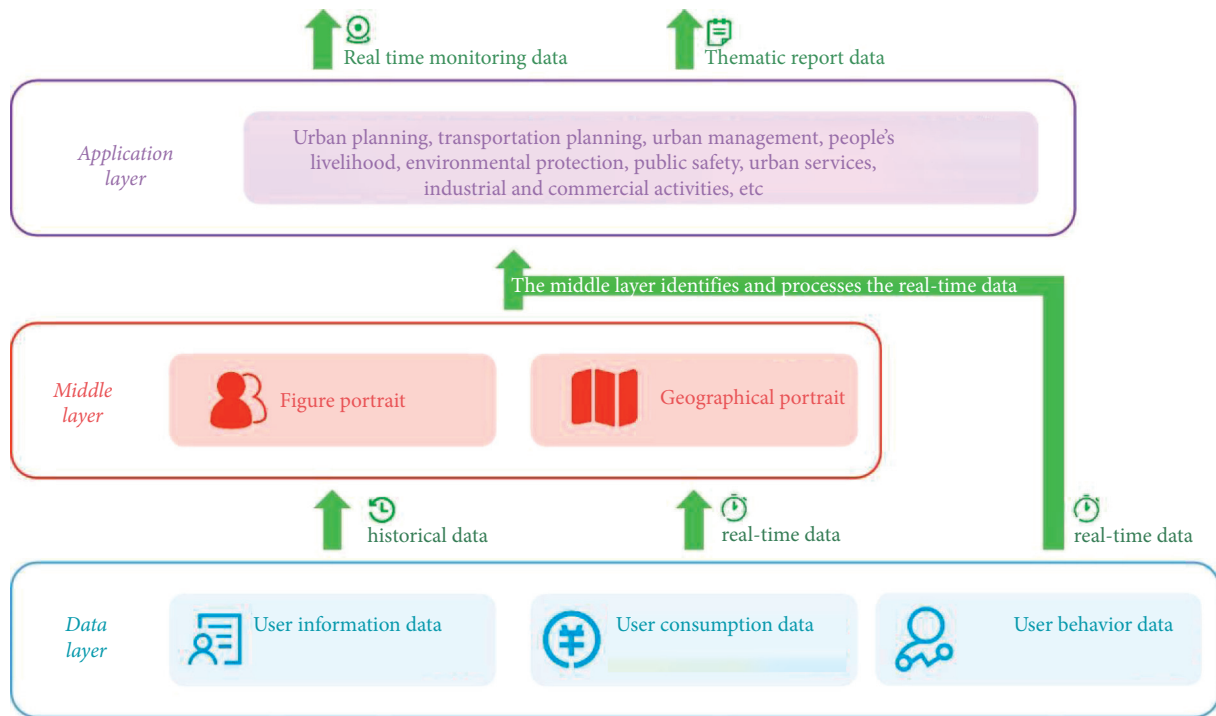 Real time monitoring data
Thematic report data
Application
layer
Urban planning, transportation planning, urban management, people's
livelihood, environmental protection, public safety, urban services,
industrial and commercial activities, etc
The middle layer identifies and processes the real-time data
Middle
layer
Figure portrait
Geographical portrait
historical data
real-time data
real-time data
Data
layer
User information data
¥
User consumption data
User behavior data